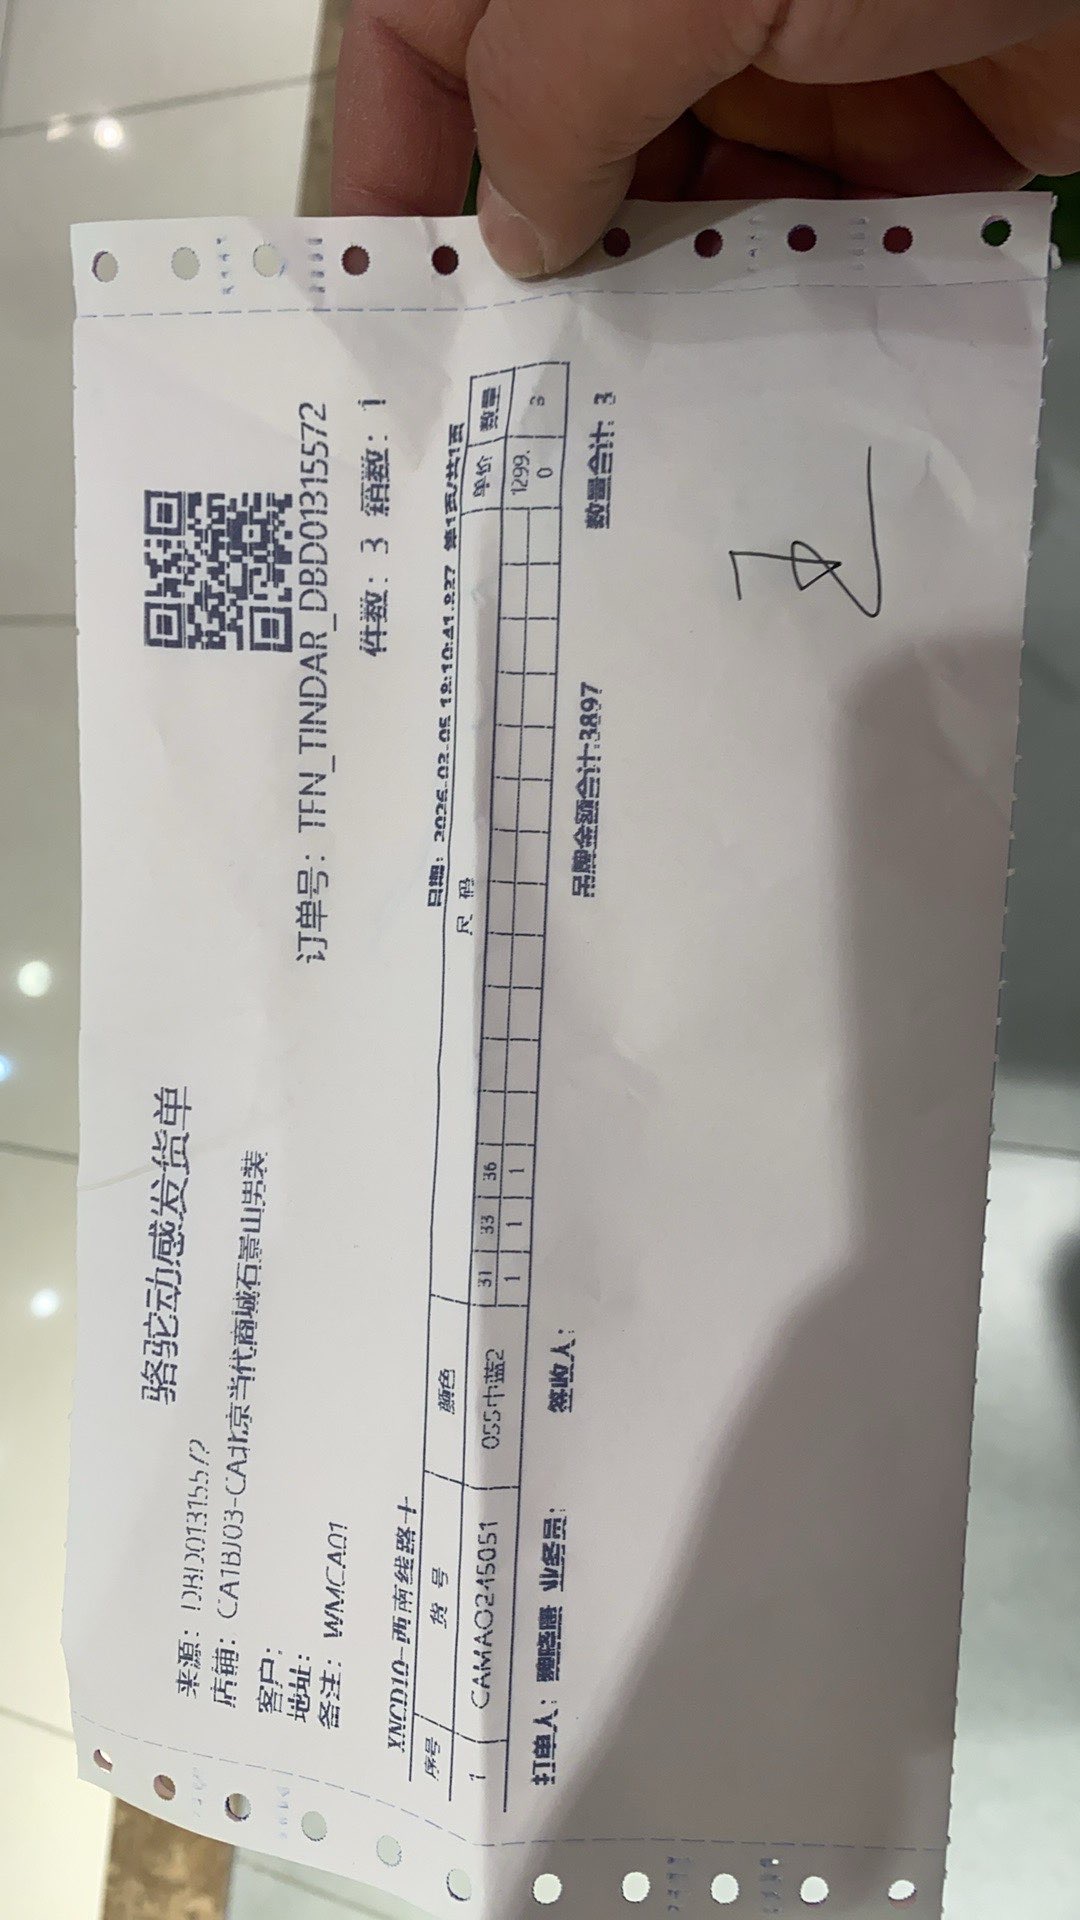 骆驼动感发货单
来源: DBD01315572
店铺: CA1BJ03-CA北京当代商城石景山男装
订单号: TFN_TINDAR_DBD01315572
客户:
地址:
件数: 3 箱数: 1
备注: WMCA01
XNCD10-西南线路十
日期: 第1页/共1页
序号 货 号 颜色 尺 码 单价 数量
31 33 36
1 CAMAO245051 055中蓝2 1 1 1 1299.0 3
打单人: 业务员: 签收人: 吊牌金额合计:3897 数量合计: 3